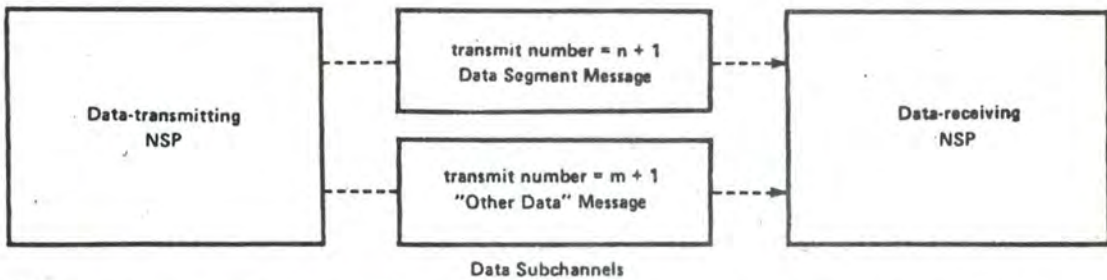 transmit number = n + 1
Data Segment Message
Data-transmitting
NSP
Data-receiving
NSP
transmit number = m + 1
"Other Data" Message
Data Subchannels